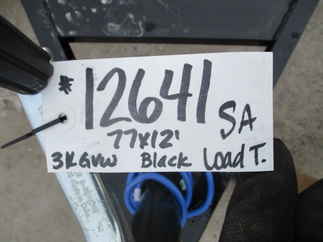 * 12641 SA
77x12'
3K GVW Black Load T.